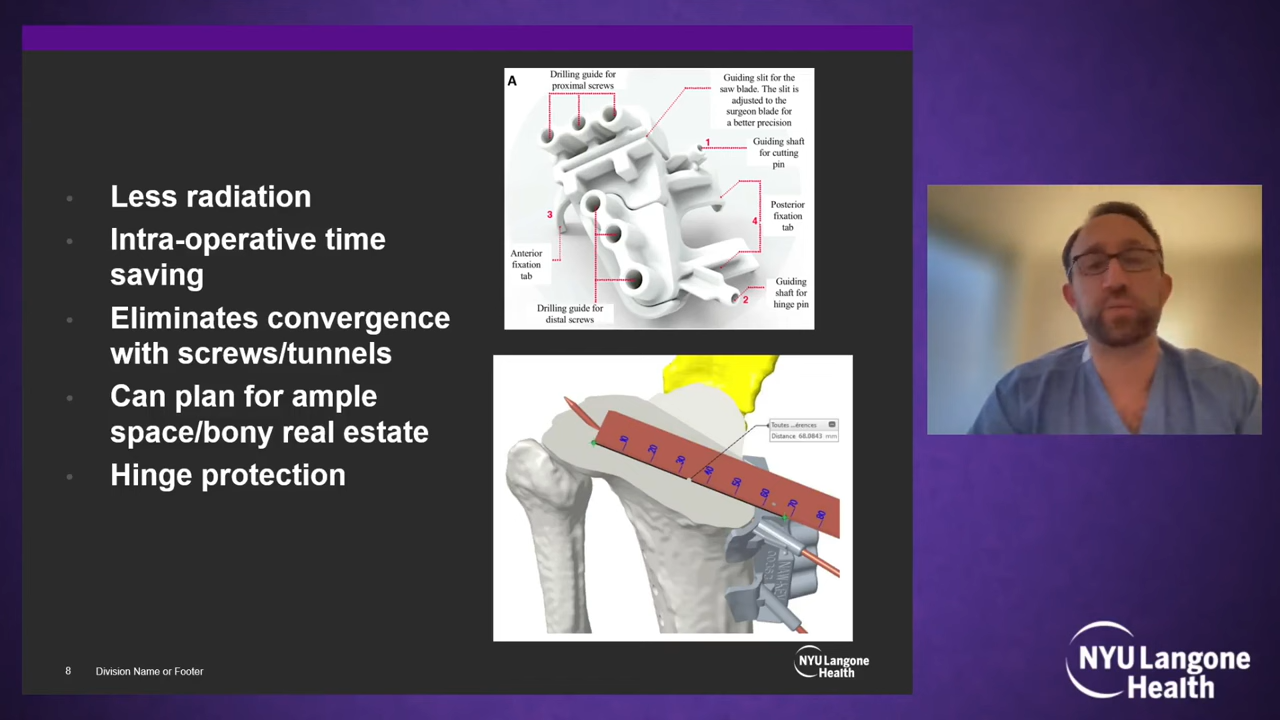 Less radiation
Intra-operative time
saving
Eliminates convergence
with screws/tunnels
Can plan for ample
space/bony real estate
Hinge protection
A
Drilling guide for
proximal screws
Guiding slit for the
saw blade. The slit is
adjusted to the
surgeon blade for
a better precision
1
Guiding shaft
for cutting
pin
3
4
Posterior
fixation
tab
Anterior
fixation
tab
Guiding
shaft for
hinge pin
2
Drilling guide for
distal screws
Distance 68.0843 mm
50
80
8 Division Name or Footer
NYU Langone
Health
NYU Langone
Health